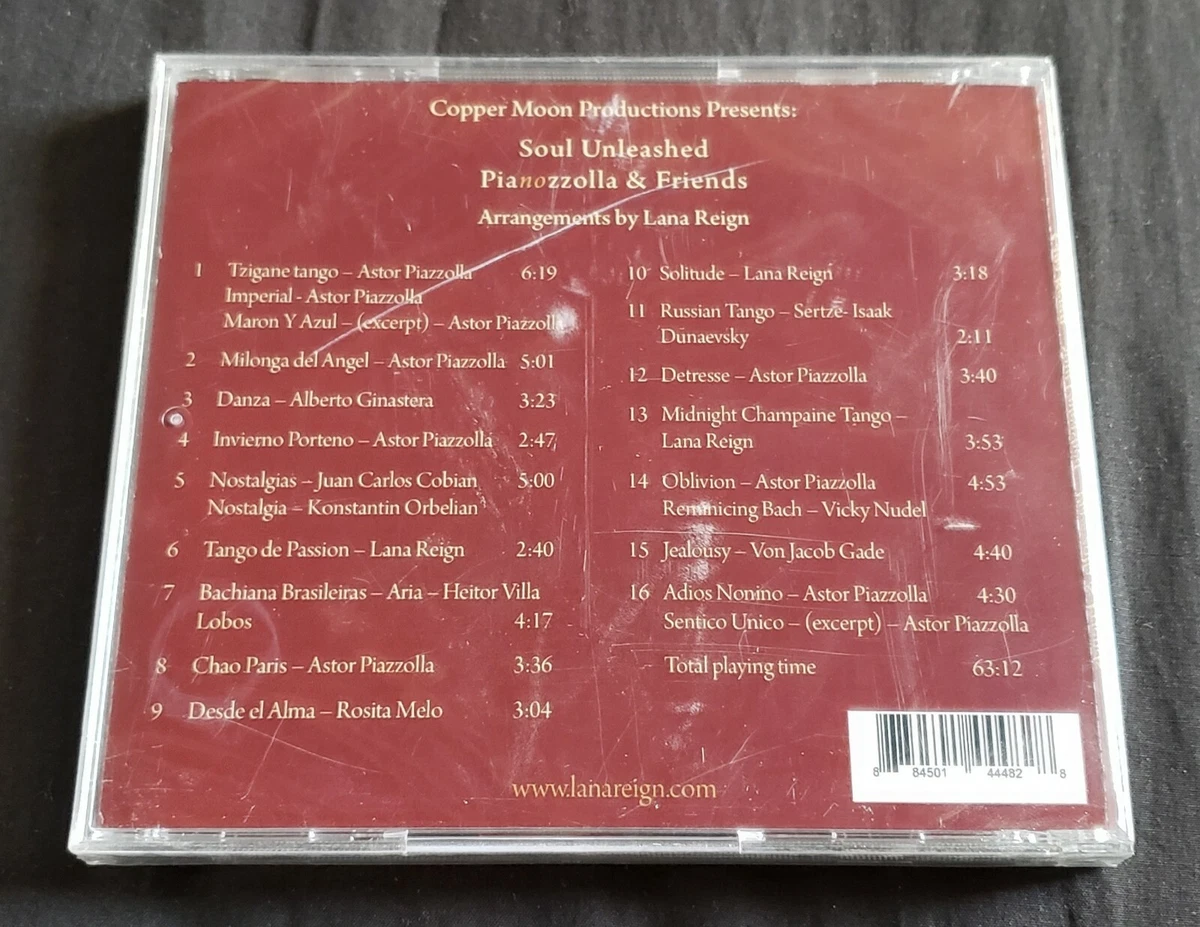 Copper Moon Productions Presents:
Soul Unleashed
Pianozzolla & Friends
Arrangements by Lana Reign
1 Tzigane tango – Astor Piazzolla 6:19
Imperial - Astor Piazzolla
Maron Y Azul – (excerpt) – Astor Piazzolla
2 Milonga del Angel – Astor Piazzolla 5:01
3 Danza – Alberto Ginastera 3:23
4 Invierno Porteno – Astor Piazzolla 2:47
5 Nostalgias – Juan Carlos Cobian 5:00
Nostalgia – Konstantin Orbelian
6 Tango de Passion – Lana Reign 2:40
7 Bachiana Brasileiras – Aria – Heitor Villa
Lobos 4:17
8 Chao Paris – Astor Piazzolla 3:36
9 Desde el Alma – Rosita Melo 3:04
10 Solitude – Lana Reign 3:18
11 Russian Tango – Sertze- Isaak
Dunaevsky 2:11
12 Detresse – Astor Piazzolla 3:40
13 Midnight Champaine Tango –
Lana Reign 3:53
14 Oblivion – Astor Piazzolla 4:53
Reminicing Bach – Vicky Nudel
15 Jealousy – Von Jacob Gade 4:40
16 Adios Nonino – Astor Piazzolla 4:30
Sentico Unico – (excerpt) – Astor Piazzolla
Total playing time 63:12
www.lanareign.com
8 84501 44482 8